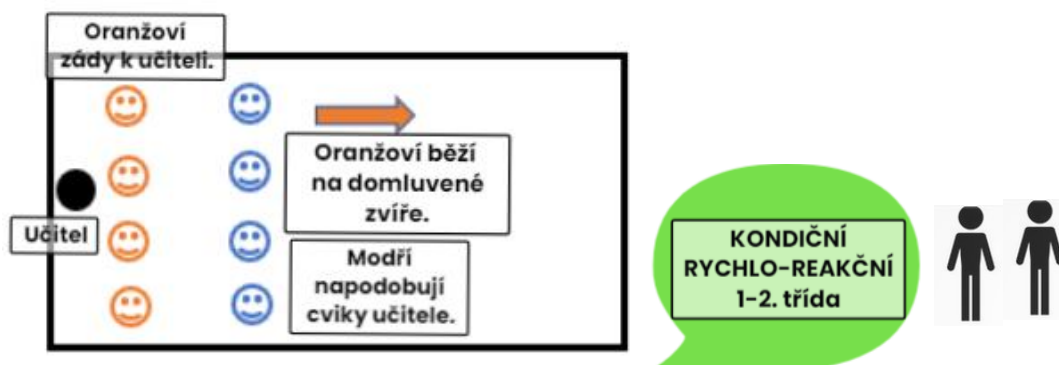 Oranžoví
zády k učiteli.
Oranžoví běží
na domluvené
zvíře.
Učitel
Modří
napodobují
cviky učitele.
KONDIČNÍ
RYCHLO-REAKČNÍ
1-2. třída